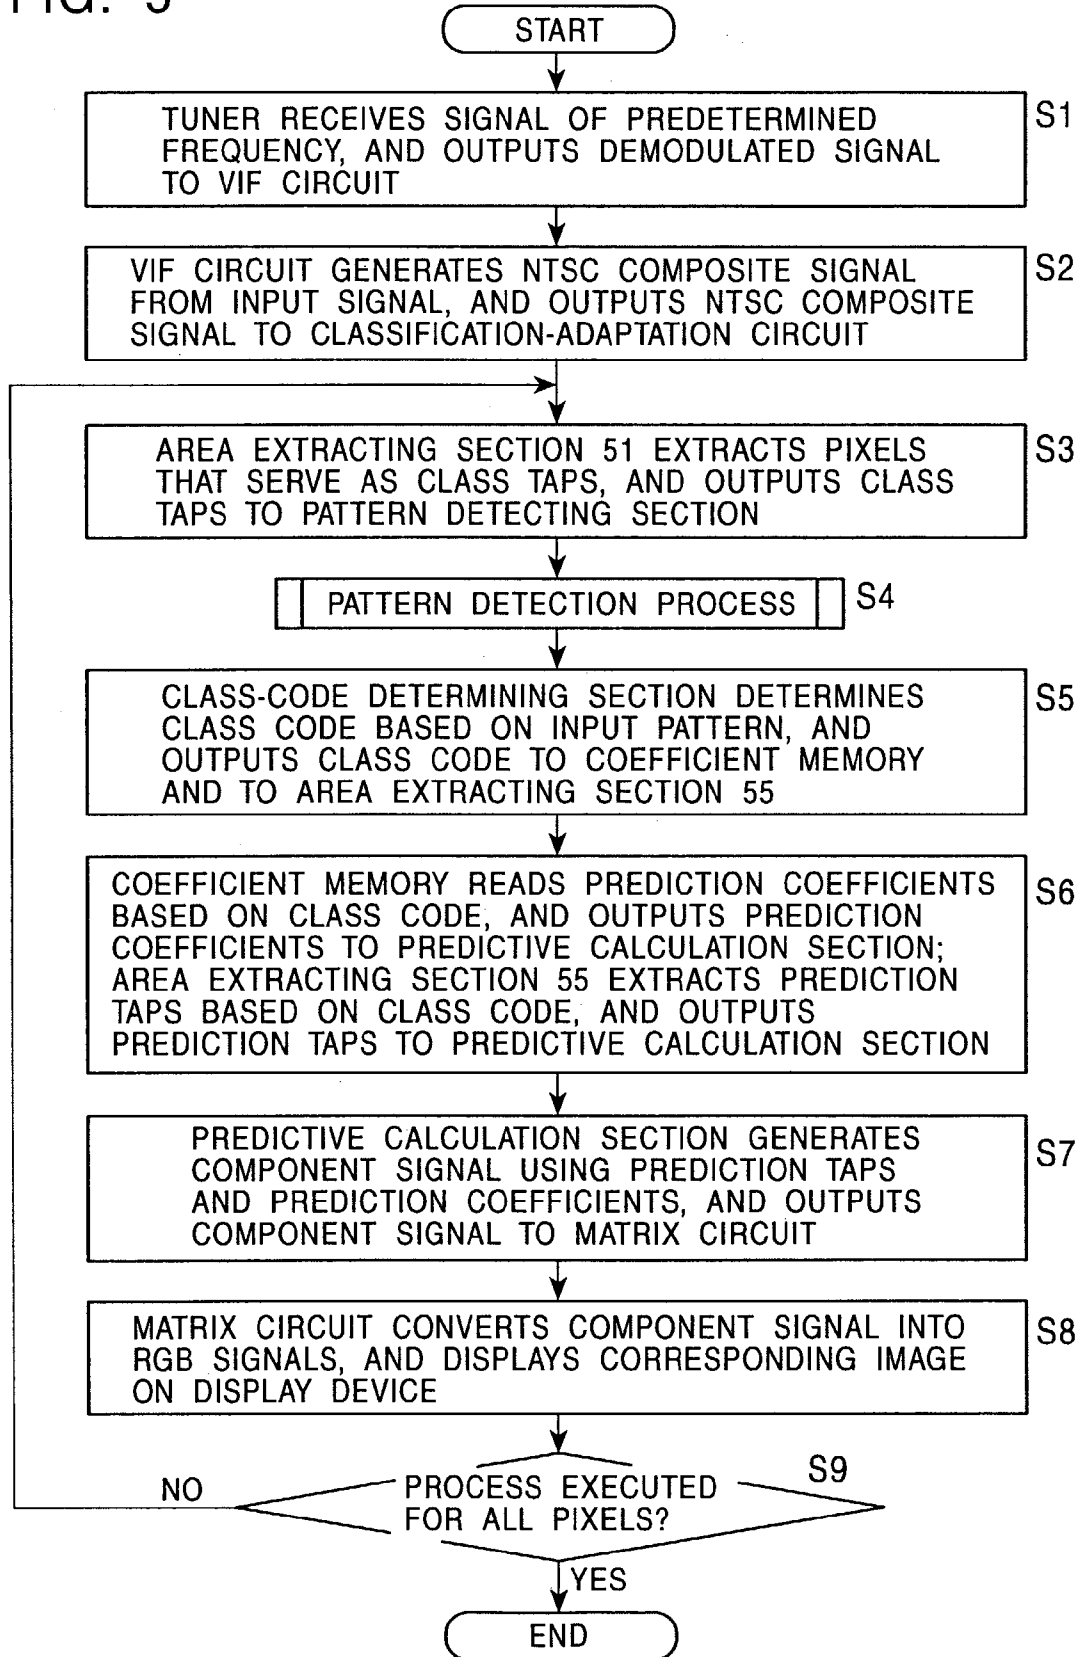 START
S1
TUNER RECEIVES SIGNAL OF PREDETERMINED
FREQUENCY, AND OUTPUTS DEMODULATED SIGNAL
TO VIF CIRCUIT
S2
VIF CIRCUIT GENERATES NTSC COMPOSITE SIGNAL
FROM INPUT SIGNAL, AND OUTPUTS NTSC COMPOSITE
SIGNAL TO CLASSIFICATION-ADAPTATION CIRCUIT
S3
AREA EXTRACTING SECTION 51 EXTRACTS PIXELS
THAT SERVE AS CLASS TAPS, AND OUTPUTS CLASS
TAPS TO PATTERN DETECTING SECTION
PATTERN DETECTION PROCESS
S4
S5
CLASS-CODE DETERMINING SECTION DETERMINES
CLASS CODE BASED ON INPUT PATTERN, AND
OUTPUTS CLASS CODE TO COEFFICIENT MEMORY
AND TO AREA EXTRACTING SECTION 55
S6
COEFFICIENT MEMORY READS PREDICTION COEFFICIENTS
BASED ON CLASS CODE, AND OUTPUTS PREDICTION
COEFFICIENTS TO PREDICTIVE CALCULATION SECTION;
AREA EXTRACTING SECTION 55 EXTRACTS PREDICTION
TAPS BASED ON CLASS CODE, AND OUTPUTS
PREDICTION TAPS TO PREDICTIVE CALCULATION SECTION
S7
PREDICTIVE CALCULATION SECTION GENERATES
COMPONENT SIGNAL USING PREDICTION TAPS
AND PREDICTION COEFFICIENTS, AND OUTPUTS
COMPONENT SIGNAL TO MATRIX CIRCUIT
S8
MATRIX CIRCUIT CONVERTS COMPONENT SIGNAL INTO
RGB SIGNALS, AND DISPLAYS CORRESPONDING IMAGE
ON DISPLAY DEVICE
S9
NO
PROCESS EXECUTED
FOR ALL PIXELS?
YES
END